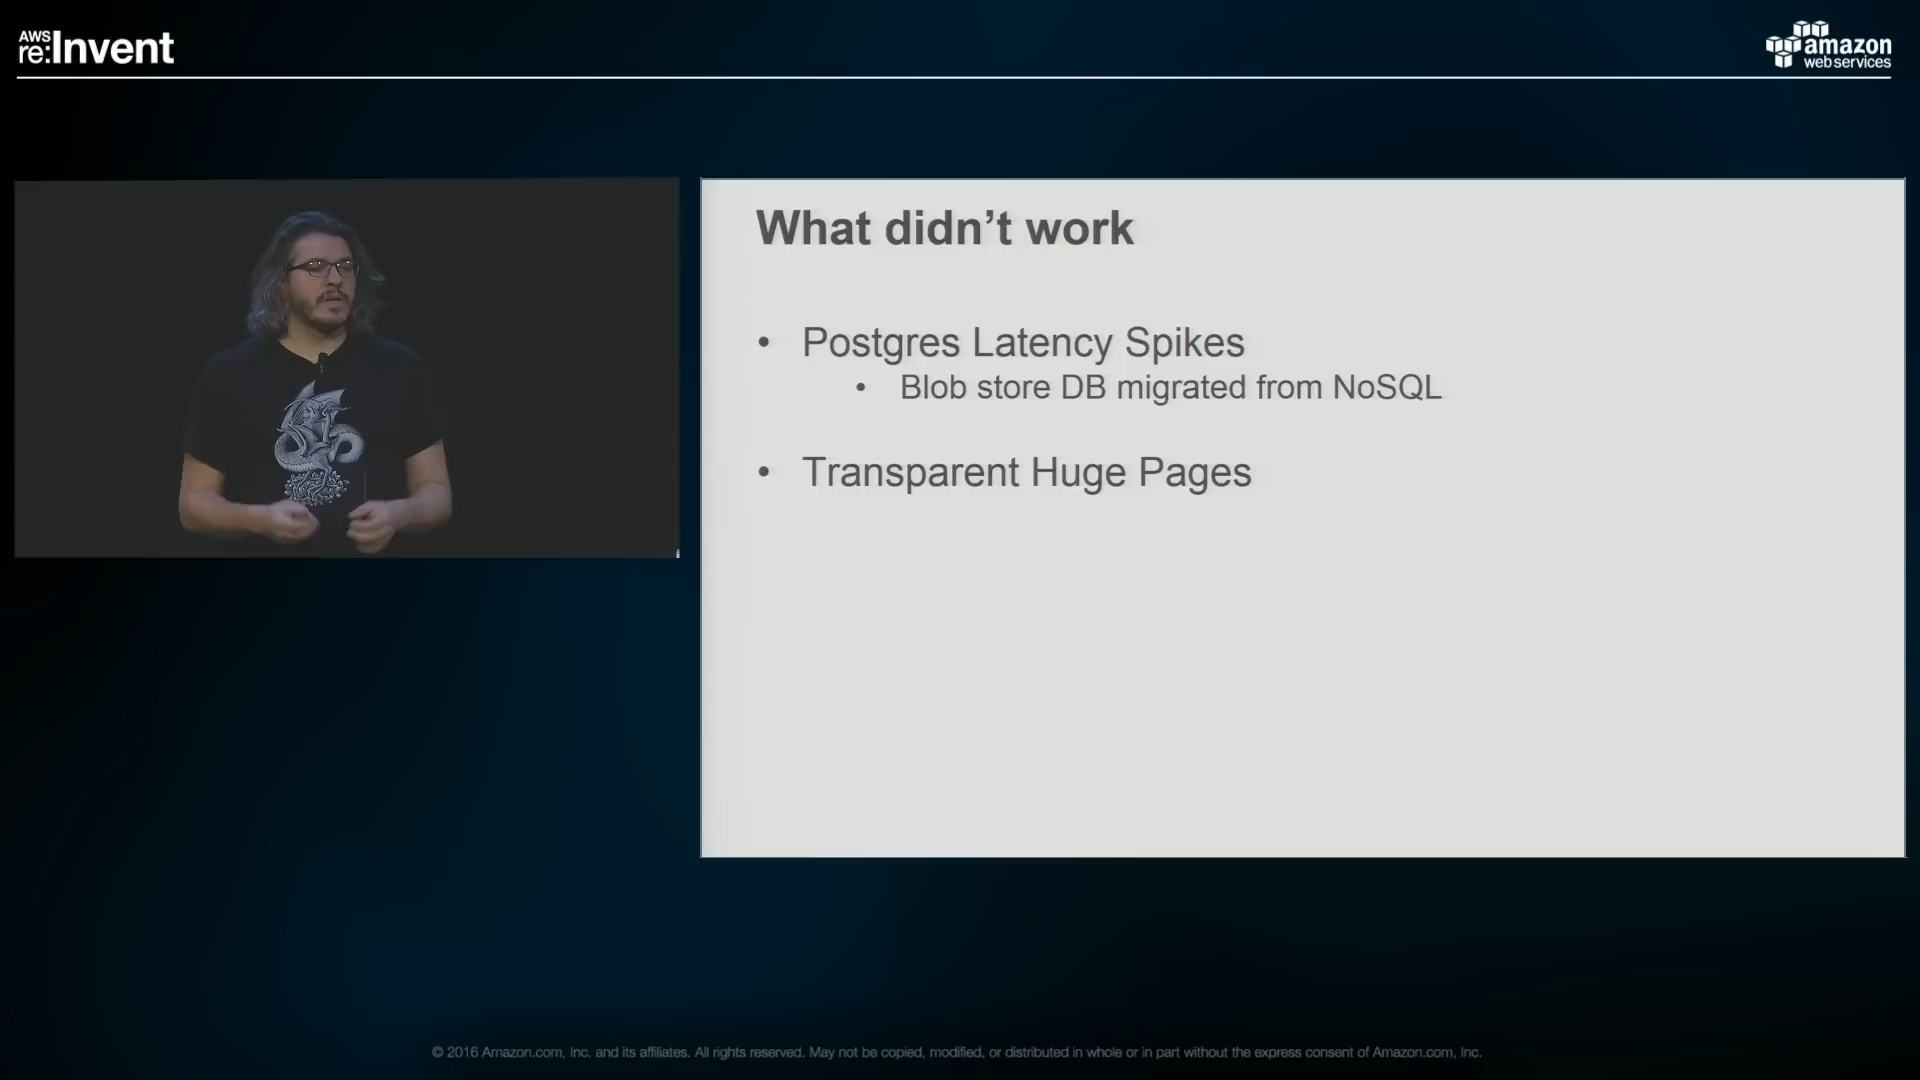 AWS
re:Invent
amazon
web services
What didn’t work
• Postgres Latency Spikes
• Blob store DB migrated from NoSQL
• Transparent Huge Pages
© 2016 Amazon.com, Inc. and its affiliates. All rights reserved. May not be copied, modified, or distributed in whole or in part without the express consent of Amazon.com, Inc.